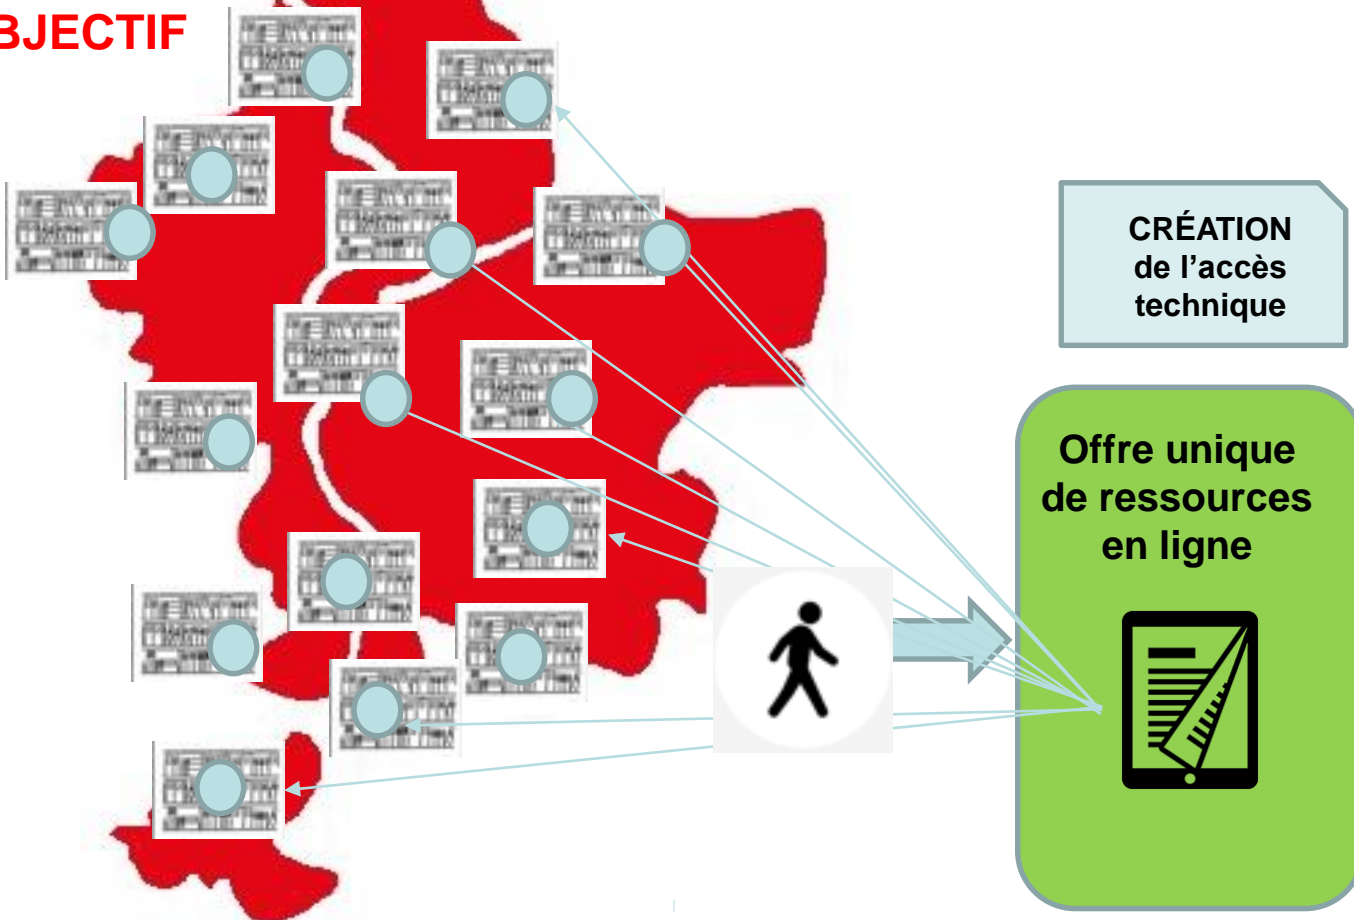 BJECTIF
CRÉATION
de l’accès
technique
Offre unique
de ressources
en ligne